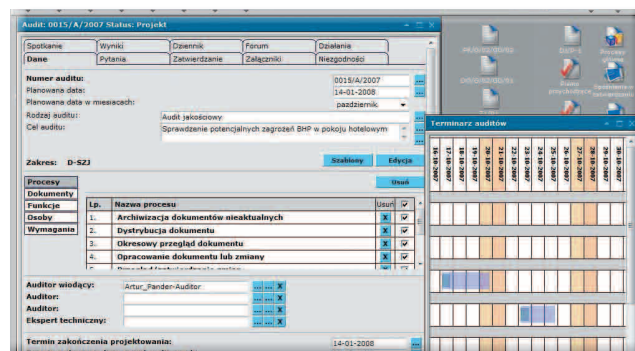 Audit: 0015/A/2007 Status: Projekt
Spotkanie Wyniki Dziennik Forum Działania
Dane Pytania Zatwierdzanie Załączniki Niezgodności
Numer auditu: 0015/A/2007
Planowana data: 14-01-2008
Planowana data w miesiacach: pazdziernik
Rodzaj auditu: Audit jakościowy
Cel auditu: Sprawdzenie potencjalnych zagrożeń BHP w pokoju hotelowym
Zakres: D-SZJ Szablony Edycja
Procesy Usuń
Dokumenty
Funkcje
Osoby
Wymagania
Lp. Nazwa procesu Usuń
1. Archiwizacja dokumentów nieaktualnych X
2. Dystrybucja dokumentu X
3. Okresowy przegląd dokumentu X
4. Opracowanie dokumentu lub zmiany X
Auditor wiodący: Artur_Pander-Auditor ... ... X
Auditor: ... ... X
Auditor: ... ... X
Ekspert techniczny: ... ... X
Termin zakończenia projektowania: 14-01-2008
Terminarz auditów
16-10-2007
17-10-2007
18-10-2007
19-10-2007
20-10-2007
21-10-2007
22-10-2007
23-10-2007
24-10-2007
25-10-2007
26-10-2007
27-10-2007
28-10-2007
29-10-2007
30-10-2007